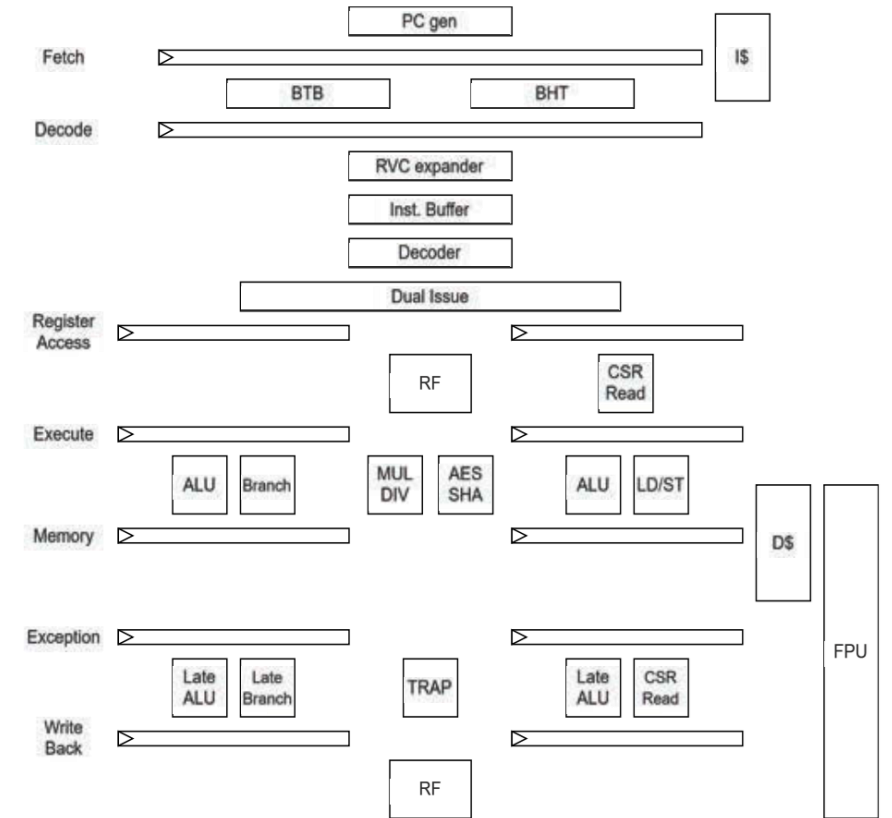 PC gen
Fetch
I$
BTB
BHT
Decode
RVC expander
Inst. Buffer
Decoder
Dual Issue
Register
Access
RF
CSR
Read
Execute
ALU
Branch
MUL
DIV
AES
SHA
ALU
LD/ST
Memory
D$
Exception
FPU
Late
ALU
Late
Branch
TRAP
Late
ALU
CSR
Read
Write
Back
RF